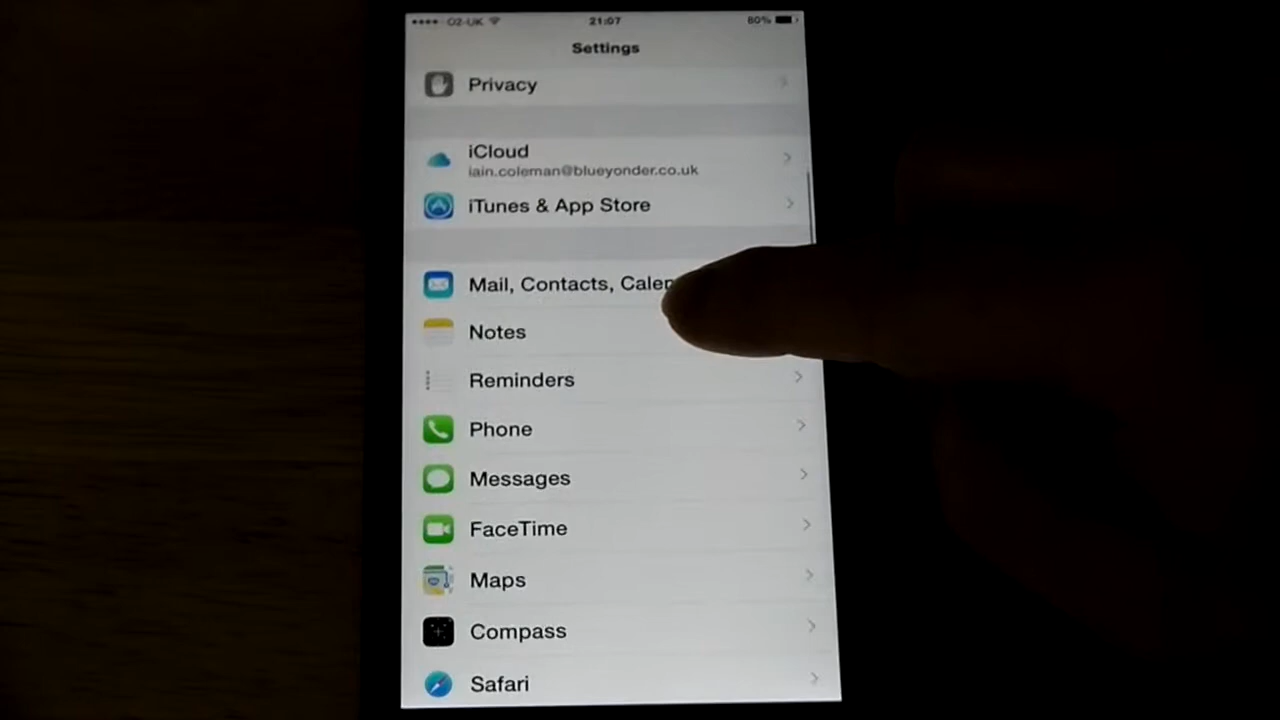 O2-UK 21:07 80%
Settings
Privacy
iCloud
iain.coleman@blueyonder.co.uk
iTunes & App Store
Mail, Contacts, Calen
Notes
Reminders
Phone
Messages
FaceTime
Maps
Compass
Safari